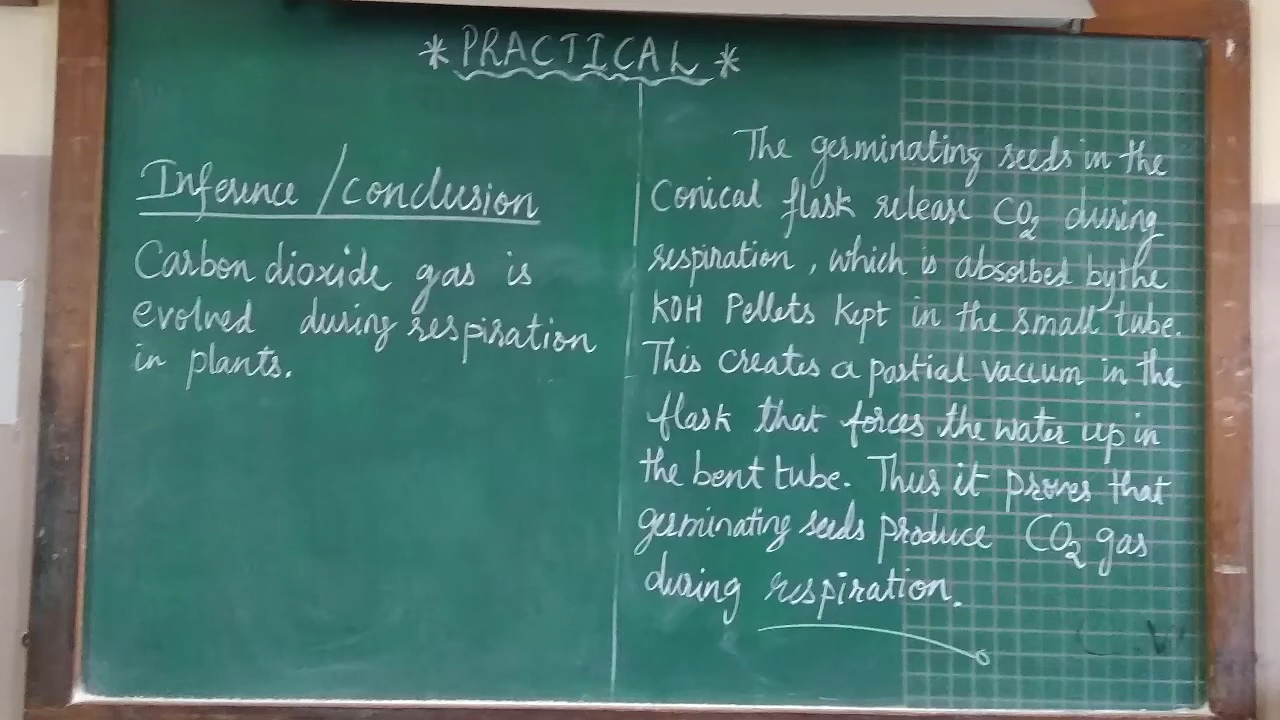 * PRACTICAL *
Inference / conclusion
Carbon dioxide gas is
evolved during respiration
in plants.
The germinating seeds in the
Conical flask release CO₂ during
respiration, which is absorbed by the
KOH Pellets Kept in the small tube.
This creates a partial vaccum in the
flask that forces the water up in
the bent tube. Thus it proves that
germinating seeds produce CO₂ gas
during respiration.